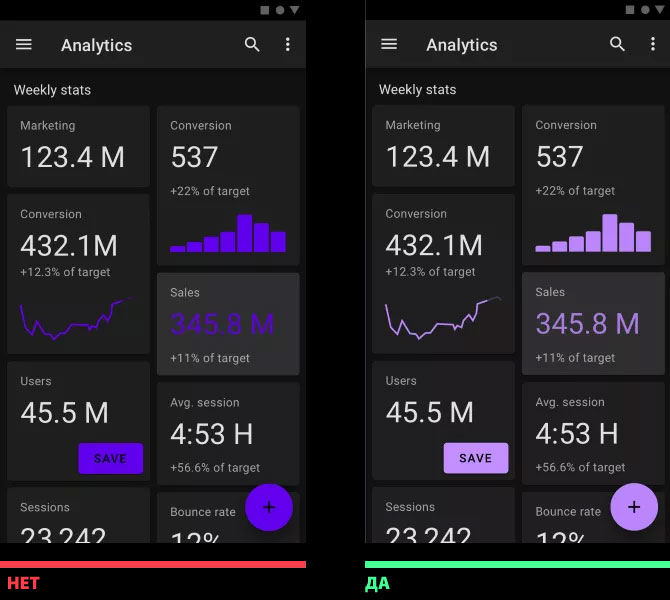 Analytics
Weekly stats
Marketing
123.4 M
Conversion
432.1M
+12.3% of target
Users
45.5 M
SAVE
Sessions
23 242
Conversion
537
+22% of target
Sales
345.8 M
+11% of target
Avg. session
4:53 H
+56.6% of target
Bounce rate
12%
+
НЕТ
Analytics
Weekly stats
Marketing
123.4 M
Conversion
432.1M
+12.3% of target
Users
45.5 M
SAVE
Sessions
23 242
Conversion
537
+22% of target
Sales
345.8 M
+11% of target
Avg. session
4:53 H
+56.6% of target
Bounce rate
12%
+
ДА